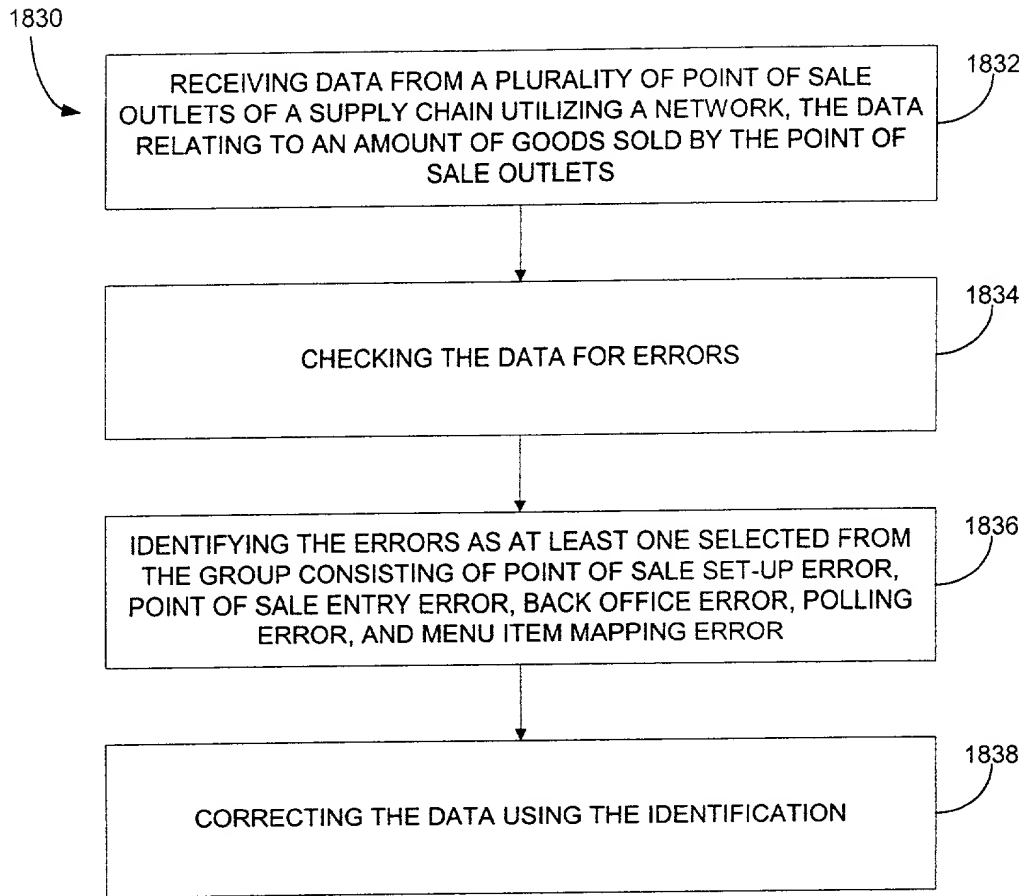 1830
RECEIVING DATA FROM A PLURALITY OF POINT OF SALE
OUTLETS OF A SUPPLY CHAIN UTILIZING A NETWORK, THE DATA
RELATING TO AN AMOUNT OF GOODS SOLD BY THE POINT OF
SALE OUTLETS
1832
CHECKING THE DATA FOR ERRORS
1834
IDENTIFYING THE ERRORS AS AT LEAST ONE SELECTED FROM
THE GROUP CONSISTING OF POINT OF SALE SET-UP ERROR,
POINT OF SALE ENTRY ERROR, BACK OFFICE ERROR, POLLING
ERROR, AND MENU ITEM MAPPING ERROR
1836
CORRECTING THE DATA USING THE IDENTIFICATION
1838